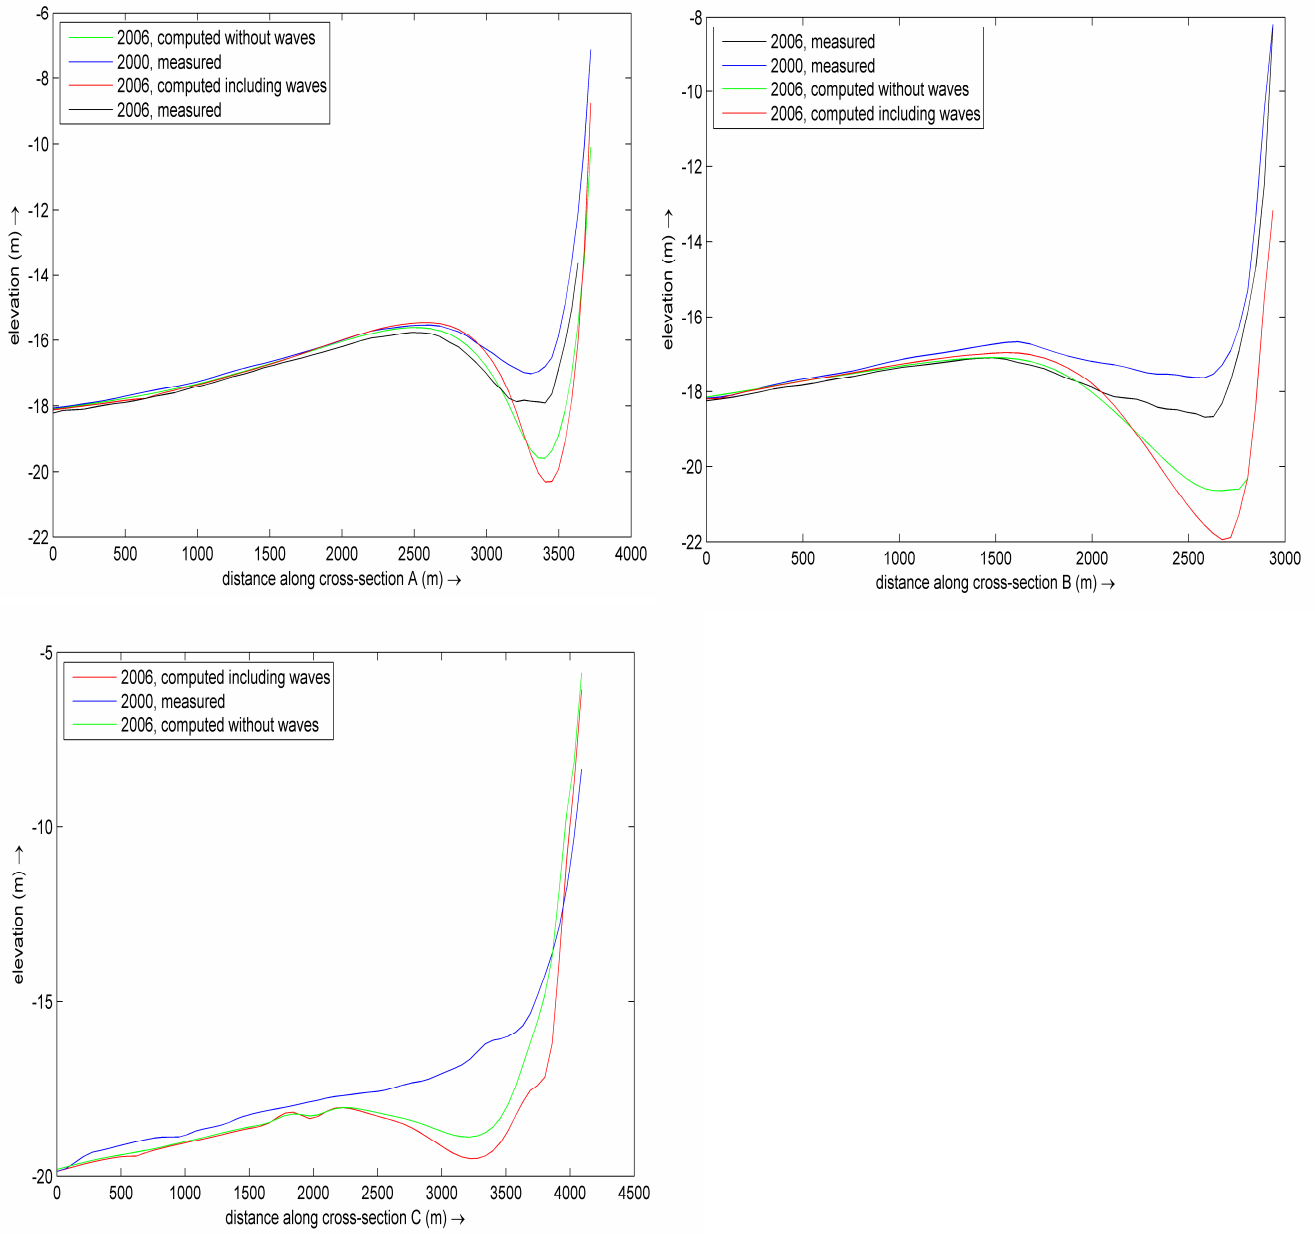 -6
-8
-10
-12
-14
-16
-18
-20
-22
2006, computed without waves
2000, measured
2006, computed including waves
2006, measured
elevation (m) →
0 500 1000 1500 2000 2500 3000 3500 4000
distance along cross-section A (m) →
-8
-10
-12
-14
-16
-18
-20
-22
2006, measured
2000, measured
2006, computed without waves
2006, computed including waves
elevation (m) →
0 500 1000 1500 2000 2500 3000
distance along cross-section B (m) →
-5
-10
-15
-20
2006, computed including waves
2000, measured
2006, computed without waves
elevation (m) →
0 500 1000 1500 2000 2500 3000 3500 4000 4500
distance along cross-section C (m) →